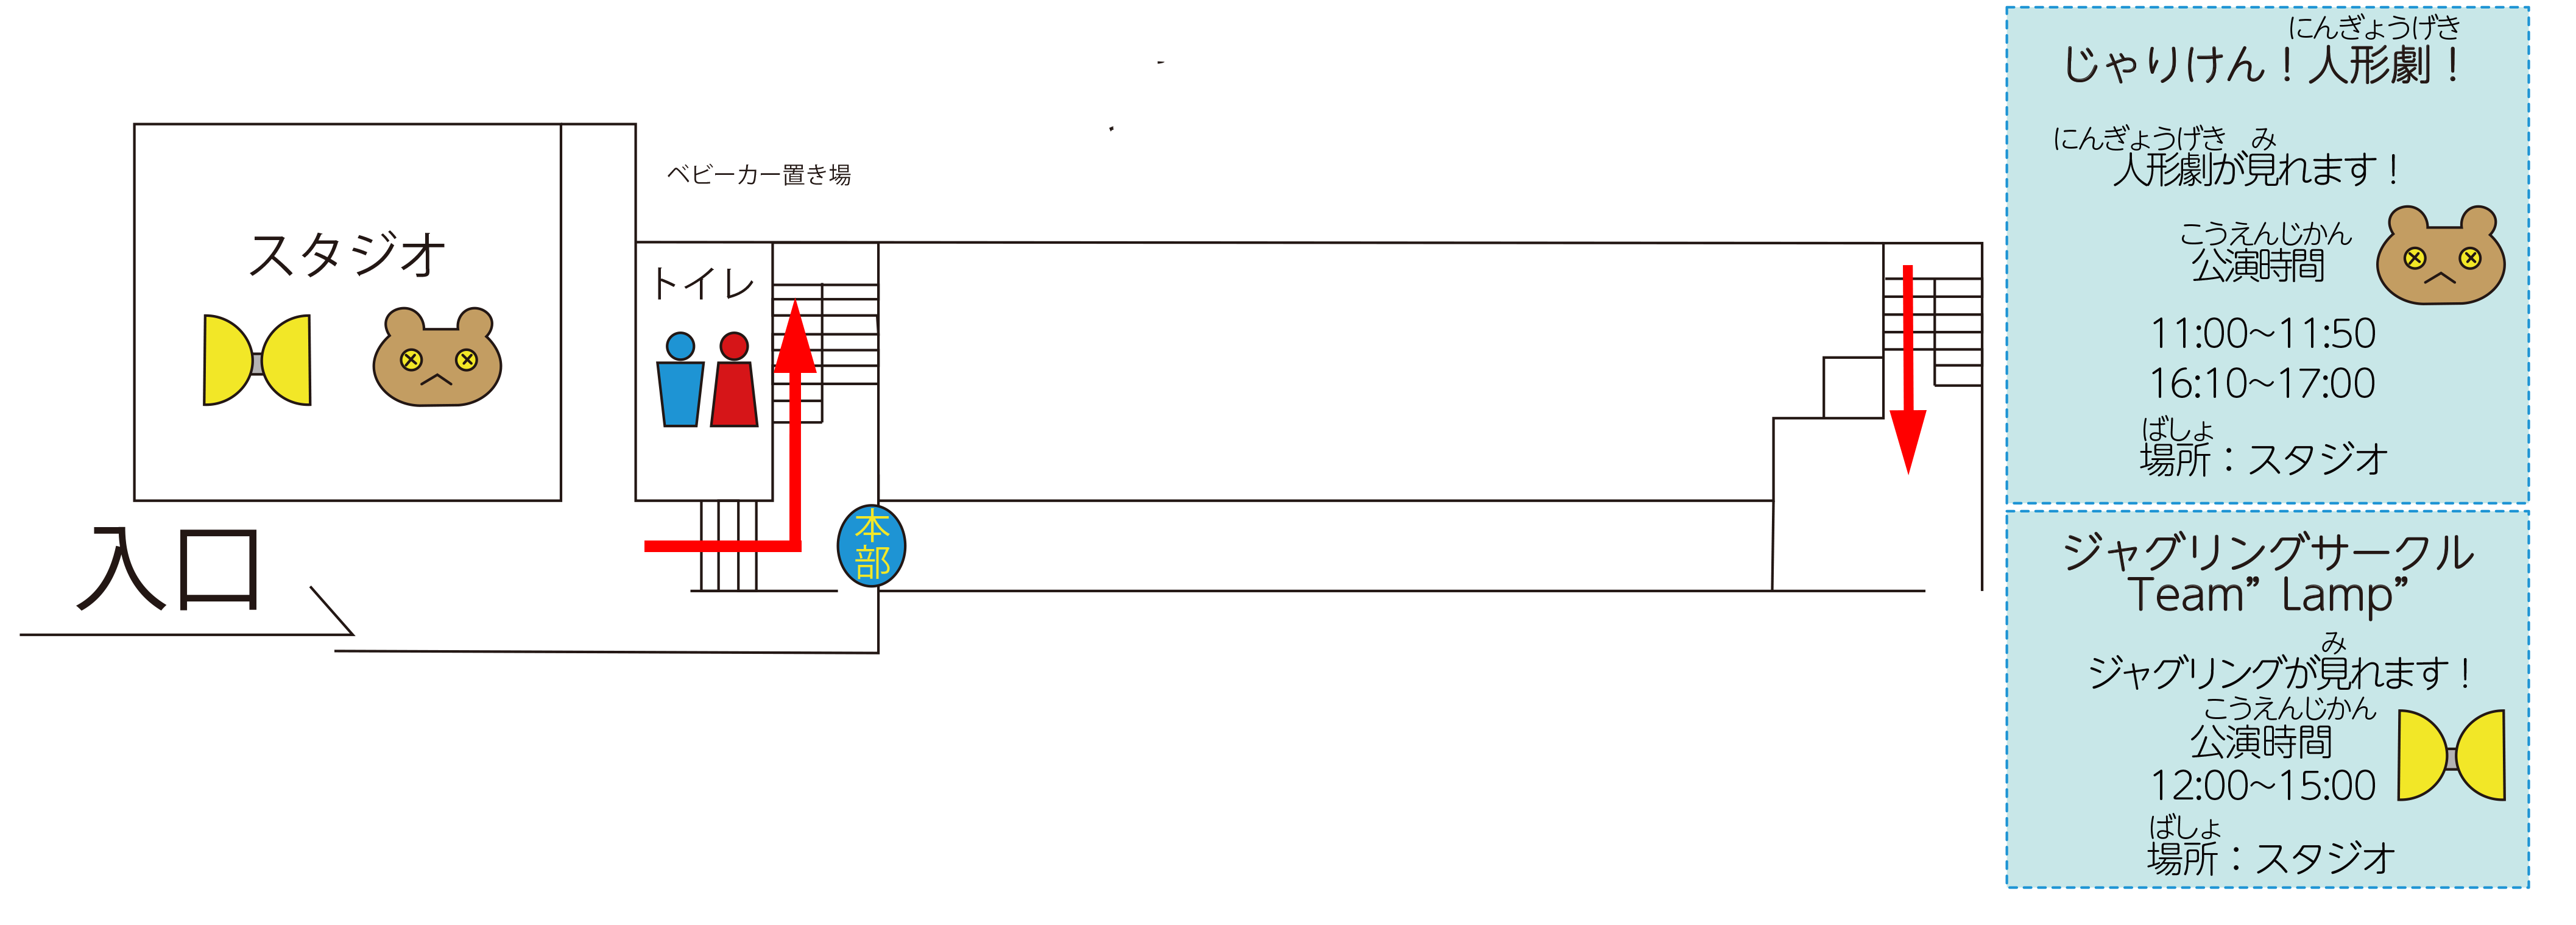 ベビーカー置き場
スタジオ
トイレ
入口
本
部
にんぎょうげき
じゃりけん！人形劇！
にんぎょうげき　み
人形劇が見れます！
こうえんじかん
公演時間
11:00～11:50
16:10～17:00
ばしょ
場所：スタジオ
ジャグリングサークル
Team” Lamp”
み
ジャグリングが見れます！
こうえんじかん
公演時間
12:00～15:00
ばしょ
場所：スタジオ